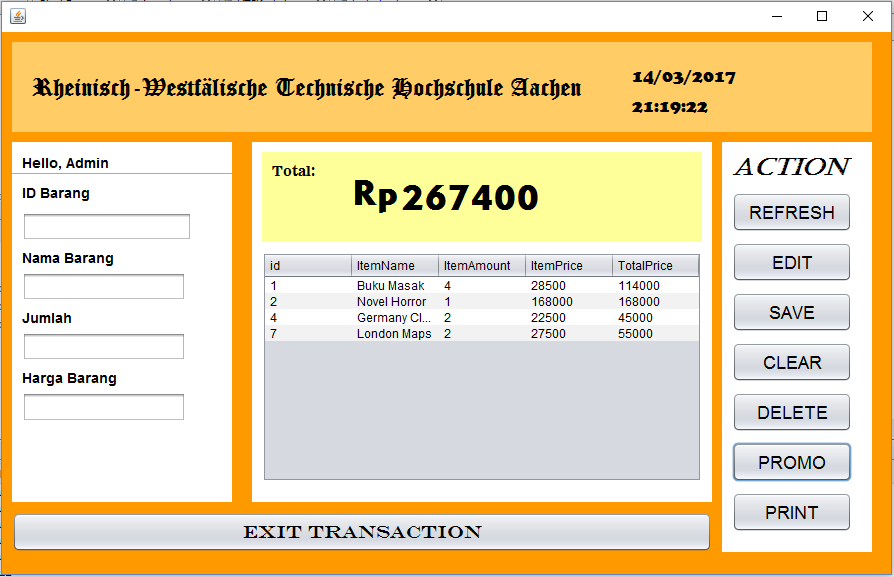 Rheinisch-Westfälische Technische Hochschule Aachen
14/03/2017
21:19:22
Hello, Admin
ID Barang
Nama Barang
Jumlah
Harga Barang
Total:
Rp267400
id ItemName ItemAmount ItemPrice TotalPrice
1 Buku Masak 4 28500 114000
2 Novel Horror 1 168000 168000
4 Germany Cl... 2 22500 45000
7 London Maps 2 27500 55000
ACTION
REFRESH
EDIT
SAVE
CLEAR
DELETE
PROMO
PRINT
EXIT TRANSACTION